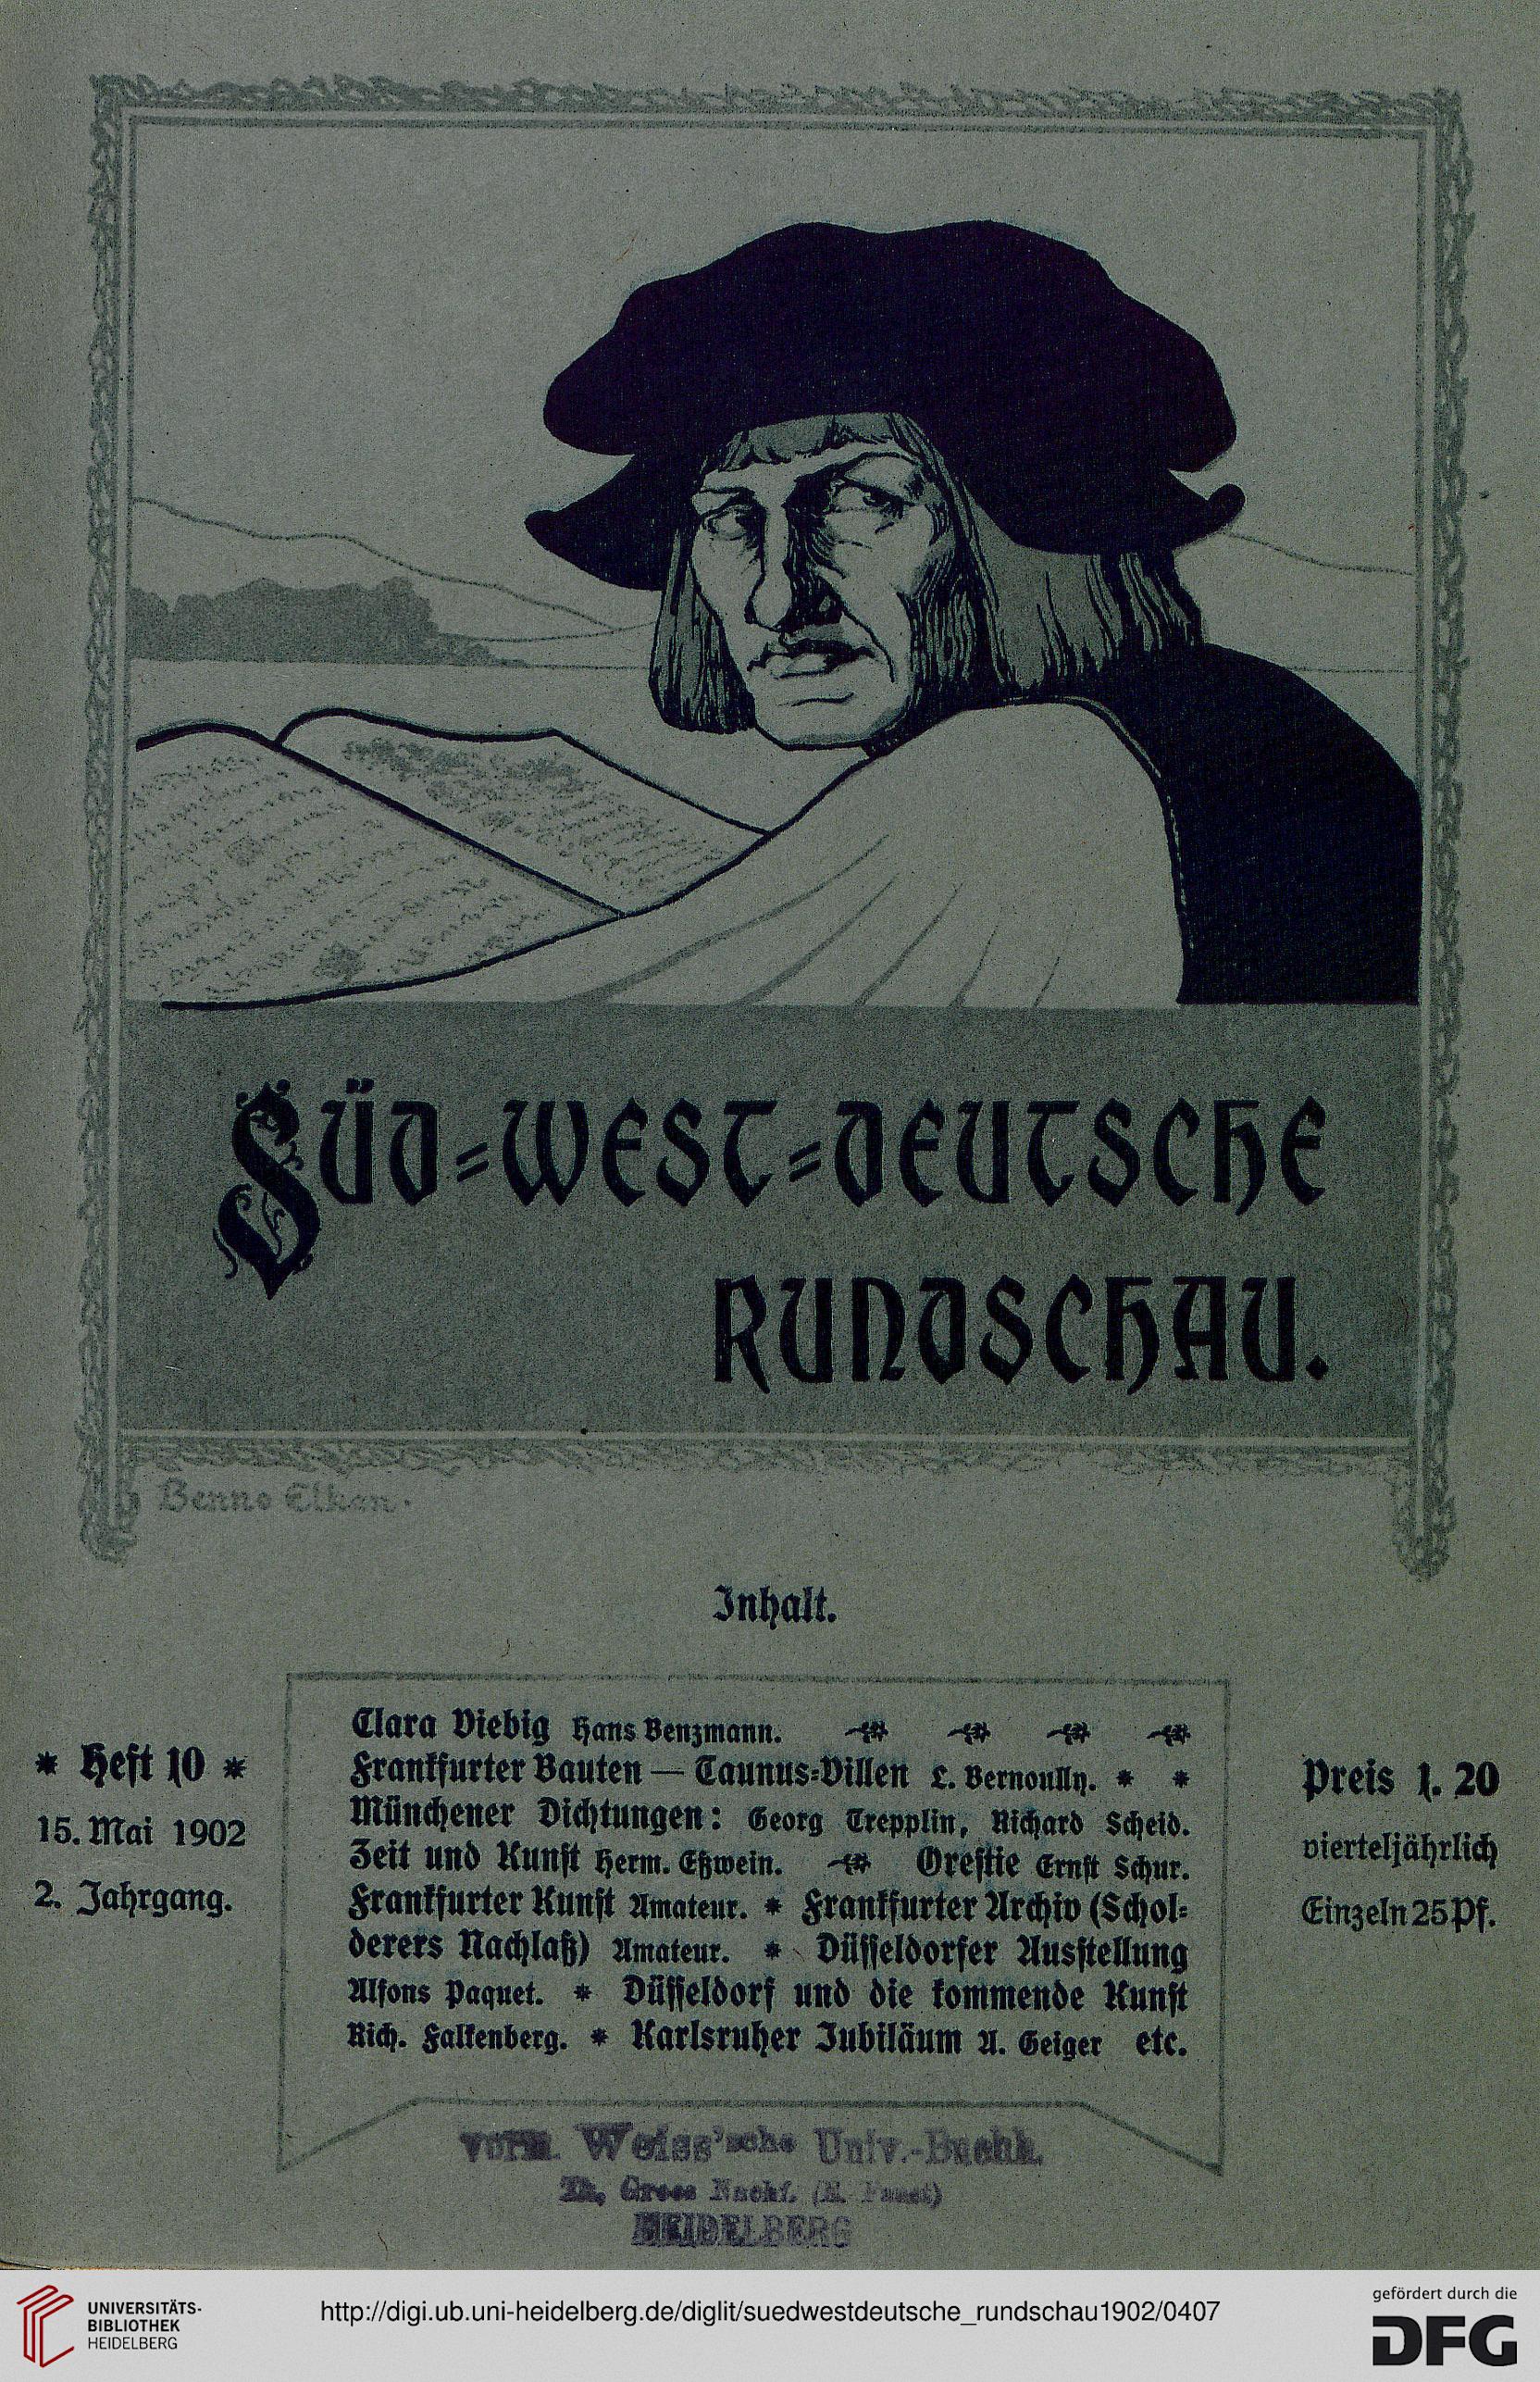 Süd-West-Deutsche
Rundschau.
Benno Elkan.
Inhalt.
* Heft 10 *
15. Mai 1902
2. Jahrgang.
Clara Viebig Hans Benzmann.
Frankfurter Bauten — Taunus-Villen L. Bernoully. * *
Münchener Dichtungen: Georg Trepplin, Richard Scheid.
Zeit und Kunst Herm. Eßwein. Orestie Ernst Schur.
Frankfurter Kunst Amateur. * Frankfurter Archiv (Schol-
derers Nachlaß) Amateur. * Düsseldorfer Ausstellung
Alfons Paquet. * Düsseldorf und die kommende Kunst
Rich. Falkenberg. * Karlsruher Jubiläum A. Geiger etc.
Preis 1. 20
vierteljährlich
Einzeln 25 Pf.
vorm. Weiss'sche Univ.-Buchh.
Th. Groos Nachf.
HEIDELBERG
UNIVERSITÄTS-
BIBLIOTHEK
HEIDELBERG
http://digi.ub.uni-heidelberg.de/diglit/suedwestdeutsche_rundschau1902/0407
gefördert durch die
DFG